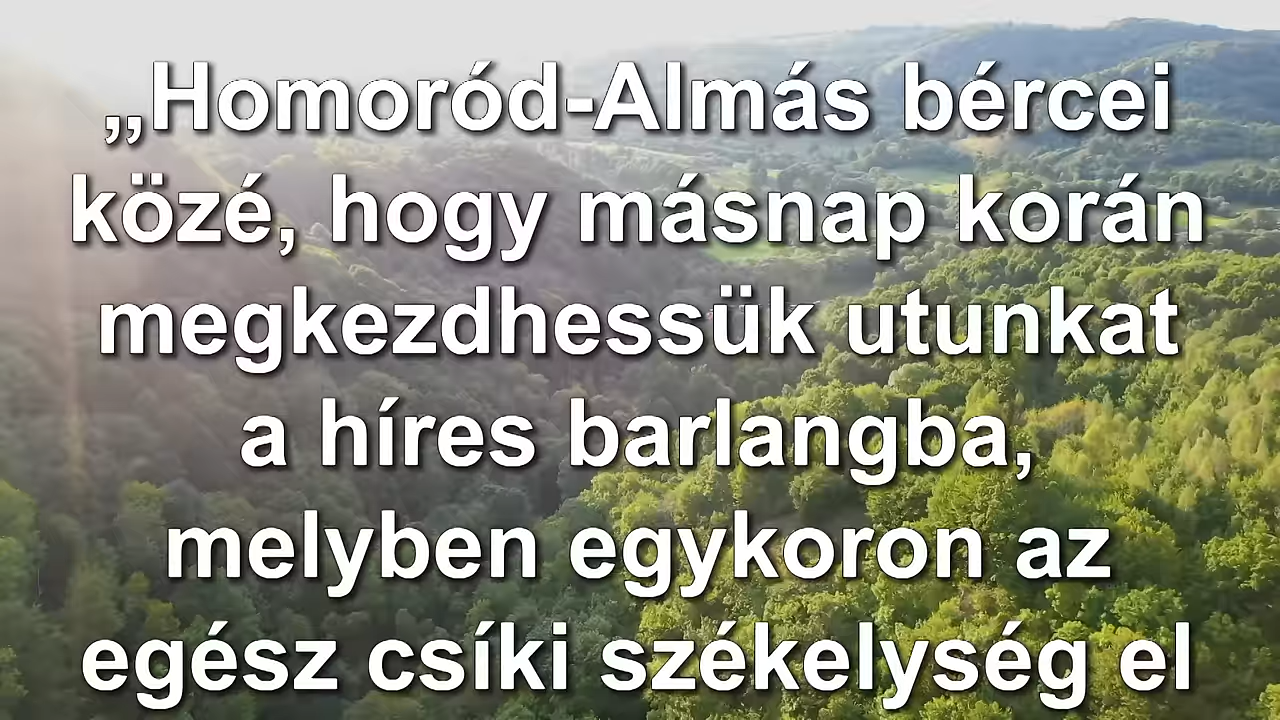 „Homoród-Almás bércei
közé, hogy másnap korán
megkezdhessük utunkat
a híres barlangba,
melyben egykoron az
egész csíki székelység el